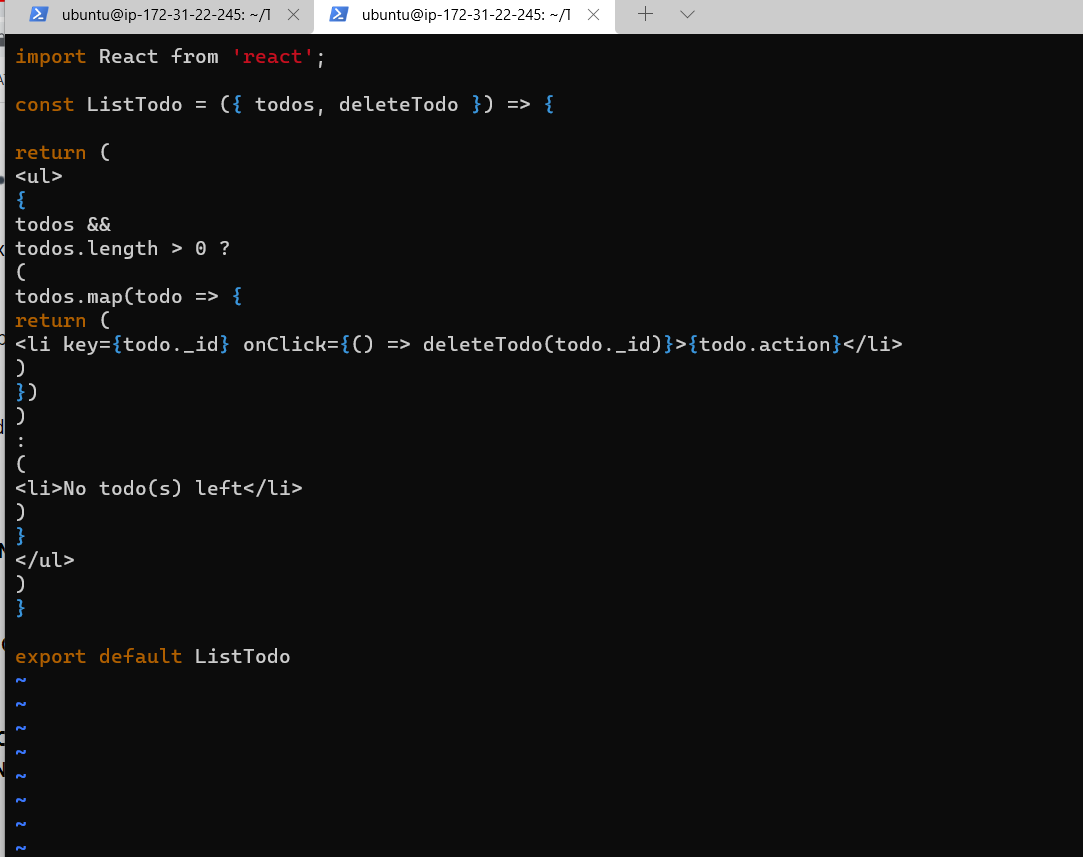 ubuntu@ip-172-31-22-245: ~/T
ubuntu@ip-172-31-22-245: ~/T
import React from 'react';
const ListTodo = ({ todos, deleteTodo }) => {
return (
<ul>
{
todos &&
todos.length > 0 ?
(
todos.map(todo => {
return (
<li key={todo._id} onClick={() => deleteTodo(todo._id)}>{todo.action}</li>
)
})
)
:
(
<li>No todo(s) left</li>
)
}
</ul>
)
}
export default ListTodo
~
~
~
~
~
~
~
~